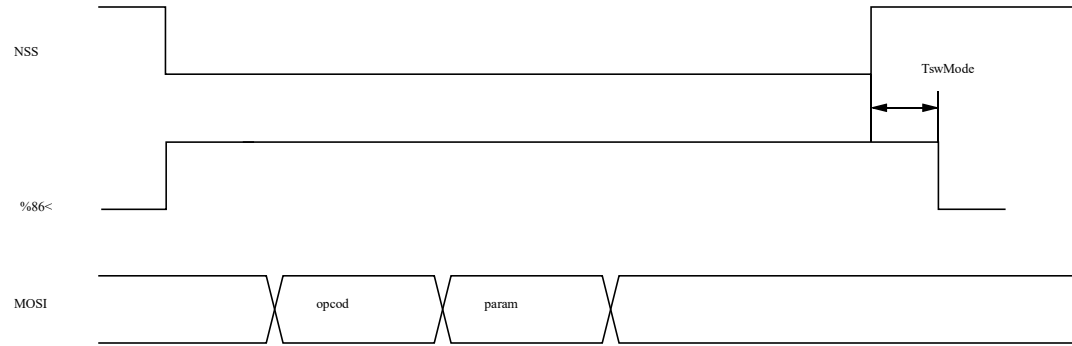 NSS
TswMode
%86<
MOSI
opcod
param